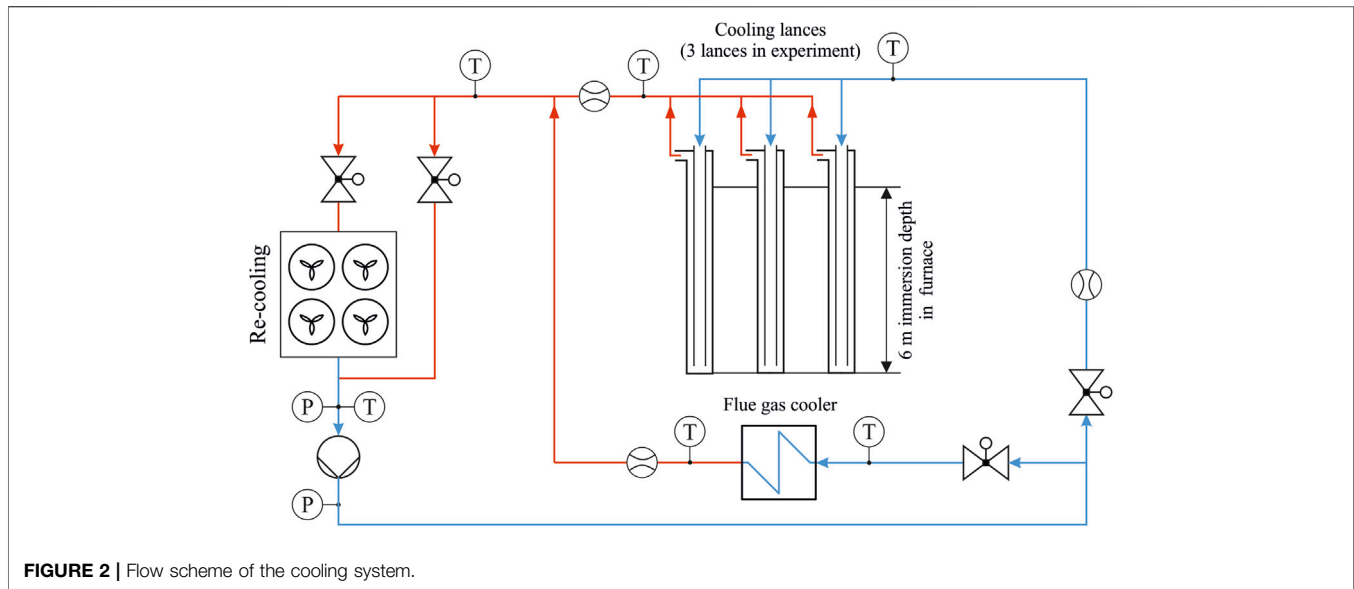 Cooling lances
(3 lances in experiment)
T
T
T
Re-cooling
6 m immersion depth
in furnace
P
T
Flue gas cooler
T
T
P
FIGURE 2 | Flow scheme of the cooling system.